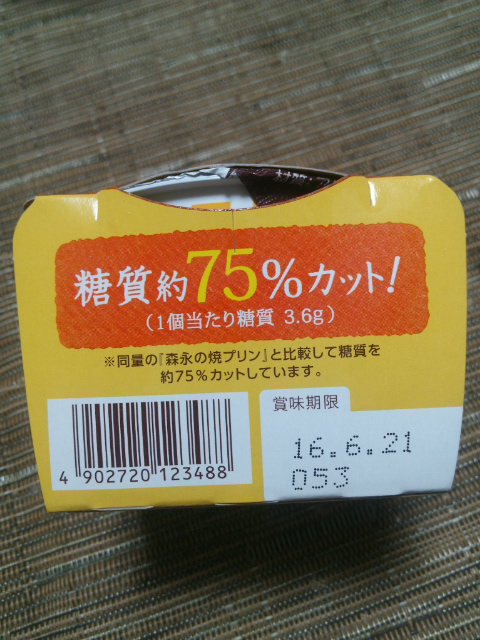 糖質約75%カット!
(1個当たり糖質 3.6g)
※同量の『森永の焼プリン』と比較して糖質を
約75%カットしています。
賞味期限
16.6.21
053
4 902720 123488